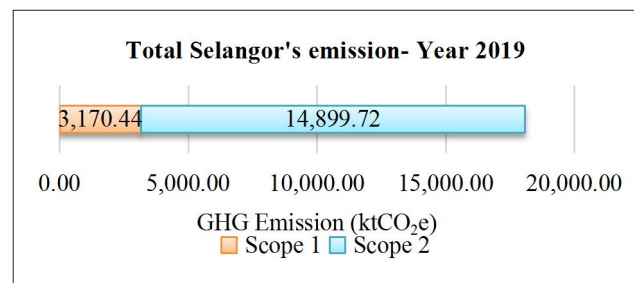 Total Selangor's emission- Year 2019
3,170.44 14,899.72
0.00 5,000.00 10,000.00 15,000.00 20,000.00
GHG Emission (ktCO₂e)
Scope 1 Scope 2